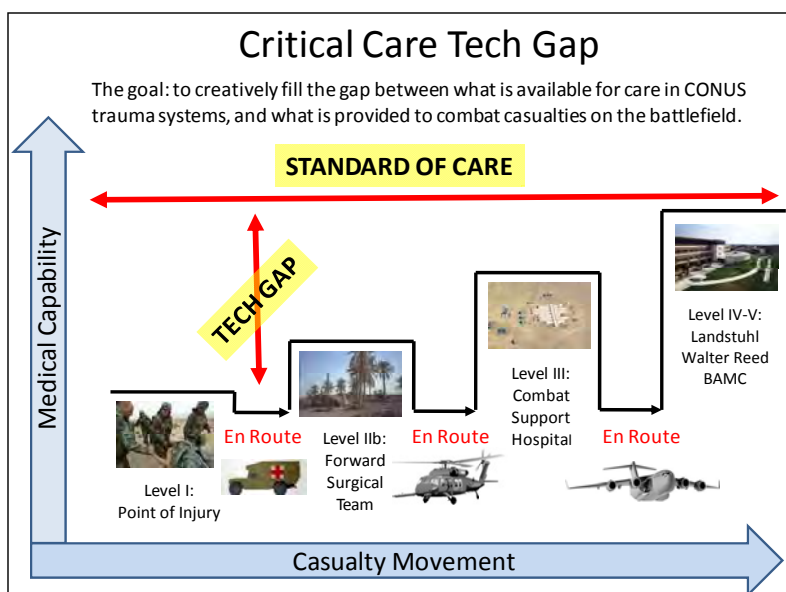 Critical Care Tech Gap
The goal: to creatively fill the gap between what is available for care in CONUS
trauma systems, and what is provided to combat casualties on the battlefield.
STANDARD OF CARE
TECH GAP
Medical Capability
Level I:
Point of Injury
En Route
Level IIb:
Forward
Surgical
Team
En Route
Level III:
Combat
Support
Hospital
En Route
Level IV-V:
Landstuhl
Walter Reed
BAMC
Casualty Movement